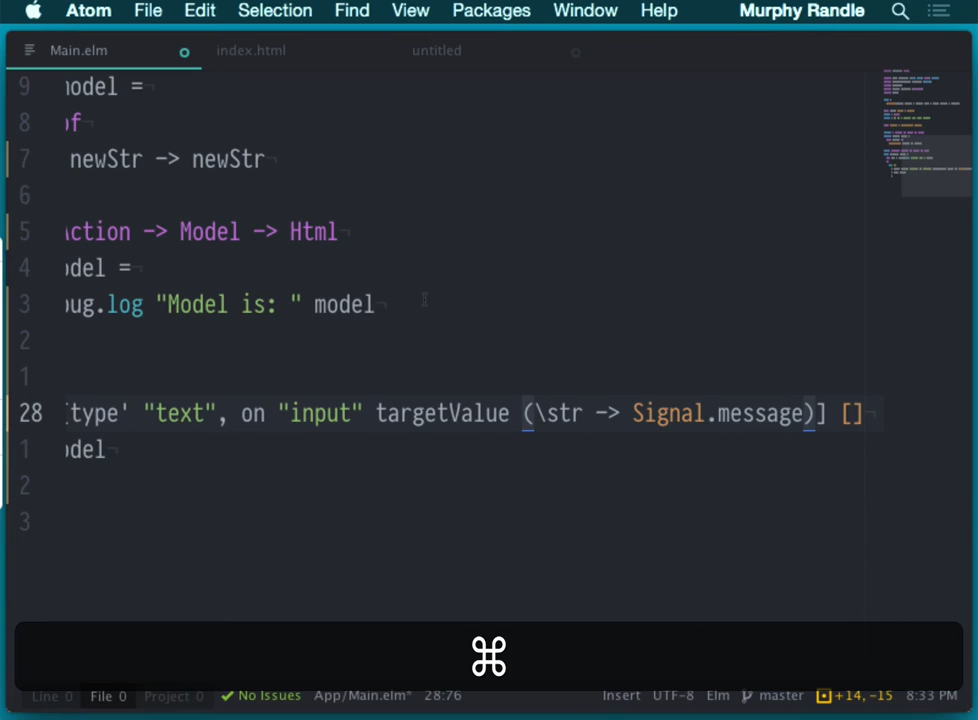 Atom File Edit Selection Find View Packages Window Help Murphy Randle
Main.elm index.html untitled
9 nodel =¬
8 of¬
7 newStr -> newStr¬
6
5 Action -> Model -> Html¬
4 odel =¬
3 bug.log "Model is: " model¬
2
1
28 [type' "text", on "input" targetValue (\str -> Signal.message)] []¬
1 odel¬
2
3
⌘
Line 0 File 0 Project 0 No Issues App/Main.elm* 28:76 Insert UTF-8 Elm master +14, -15 8:33 PM